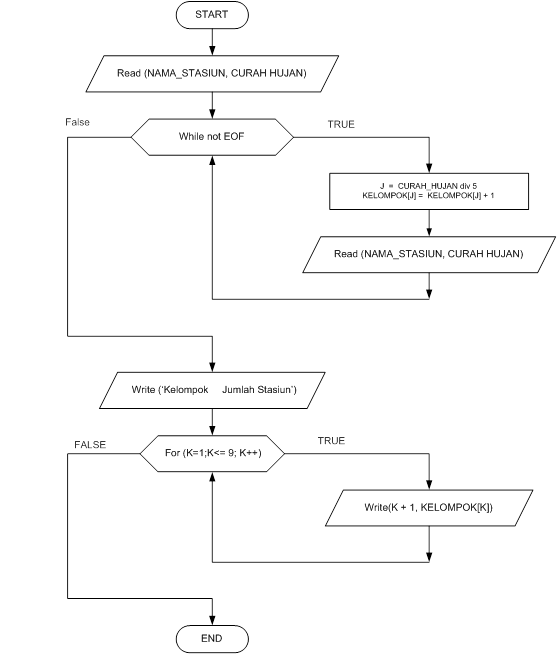 START
Read (NAMA_STASIUN, CURAH HUJAN)
False
While not EOF
TRUE
J = CURAH_HUJAN div 5
KELOMPOK[J] = KELOMPOK[J] + 1
Read (NAMA_STASIUN, CURAH HUJAN)
Write (‘Kelompok Jumlah Stasiun’)
FALSE
For (K=1;K<= 9; K++)
TRUE
Write(K + 1, KELOMPOK[K])
END